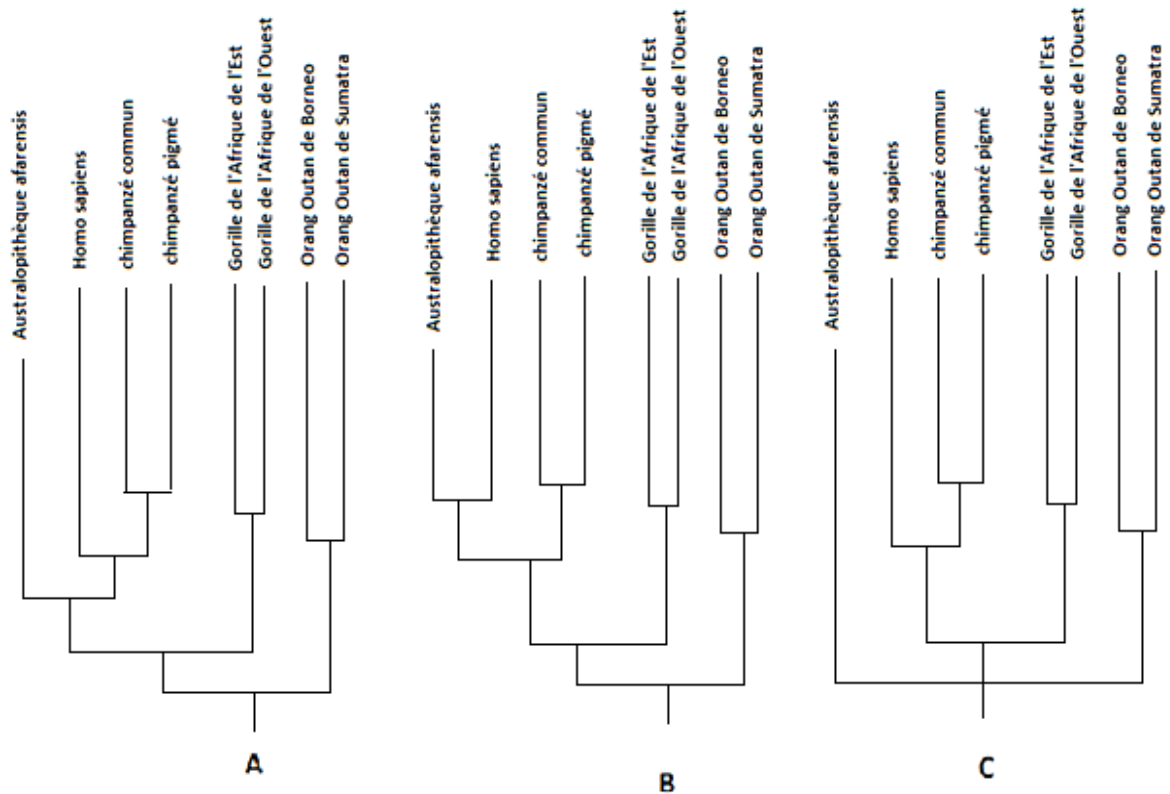 Australopithèque afarensis
Homo sapiens
chimpanzé commun
chimpanzé pigmé
Gorille de l'Afrique de l'Est
Gorille de l'Afrique de l'Ouest
Orang Outan de Borneo
Orang Outan de Sumatra
A
Australopithèque afarensis
Homo sapiens
chimpanzé commun
chimpanzé pigmé
Gorille de l'Afrique de l'Est
Gorille de l'Afrique de l'Ouest
Orang Outan de Borneo
Orang Outan de Sumatra
B
Australopithèque afarensis
Homo sapiens
chimpanzé commun
chimpanzé pigmé
Gorille de l'Afrique de l'Est
Gorille de l'Afrique de l'Ouest
Orang Outan de Borneo
Orang Outan de Sumatra
C